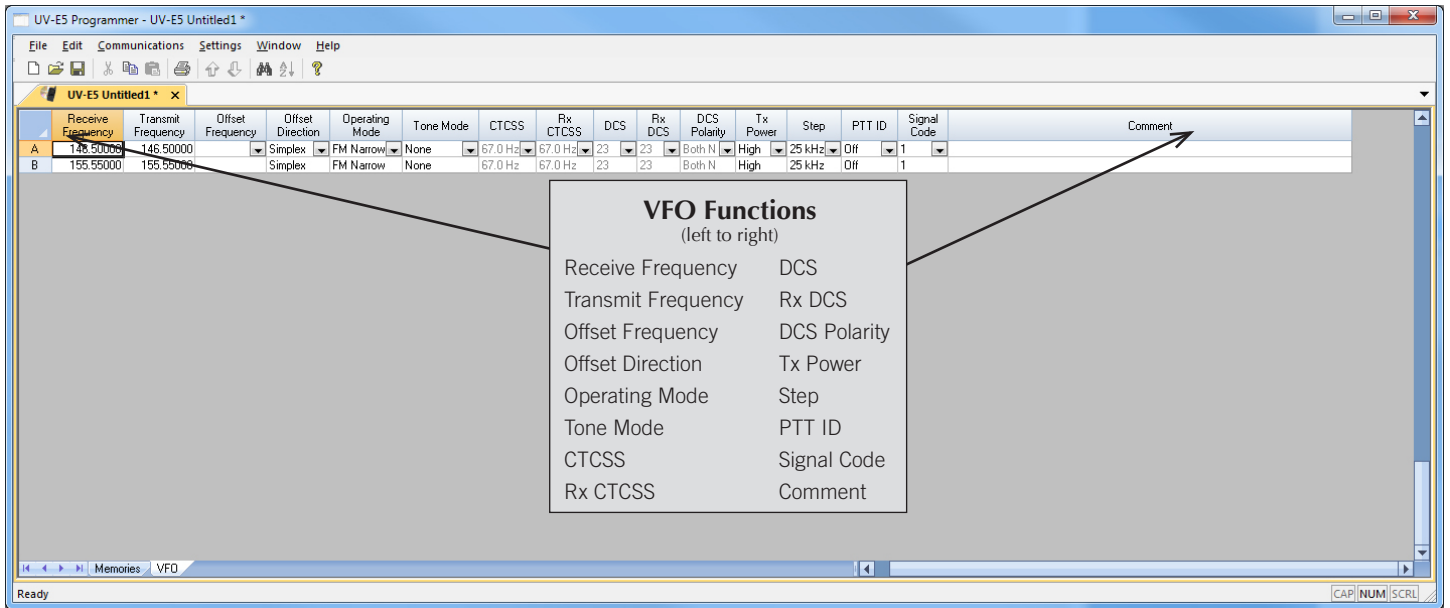 UV-E5 Programmer - UV-E5 Untitled1 *
File Edit Communications Settings Window Help
UV-E5 Untitled1 * x
Receive Frequency Transmit Frequency Offset Frequency Offset Direction Operating Mode Tone Mode CTCSS Rx CTCSS DCS Rx DCS DCS Polarity Tx Power Step PTT ID Signal Code Comment
A 146.50000 146.50000 Simplex FM Narrow None 67.0 Hz 67.0 Hz 23 23 Both N High 25 kHz Off 1
B 155.55000 155.55000 Simplex FM Narrow None 67.0 Hz 67.0 Hz 23 23 Both N High 25 kHz Off 1
VFO Functions
(left to right)
Receive Frequency DCS
Transmit Frequency Rx DCS
Offset Frequency DCS Polarity
Offset Direction Tx Power
Operating Mode Step
Tone Mode PTT ID
CTCSS Signal Code
Rx CTCSS Comment
Memories VFO
Ready CAP NUM SCRL